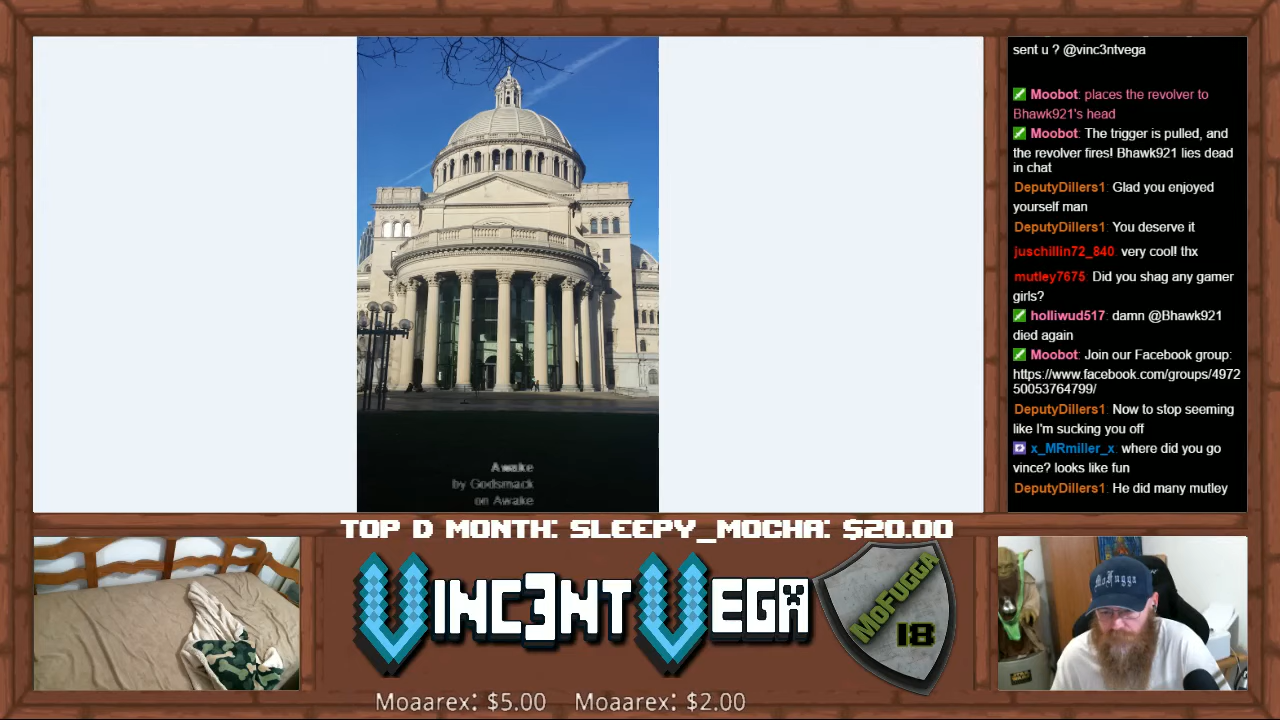 sent u ? @vinc3ntvega
Moobot: places the revolver to
Bhawk921's head
Moobot: The trigger is pulled, and
the revolver fires! Bhawk921 lies dead
in chat
DeputyDillers1: Glad you enjoyed
yourself man
DeputyDillers1: You deserve it
juschillin72_840: very cool! thx
mutley7675: Did you shag any gamer
girls?
holliwud517: damn @Bhawk921
died again
Moobot: Join our Facebook group:
https://www.facebook.com/groups/4972
50053764799/
DeputyDillers1: Now to stop seeming
like I'm sucking you off
x_MRmiller_x: where did you go
vince? looks like fun
DeputyDillers1: He did many mutley
Awake
by Godsmack
on Awake
TOP D MONTH: SLEEPY_MOCHA: $20.00
VINC3NTVEGA
MoFUGGA
18
MoFugga
Moaarex: $5.00 Moaarex: $2.00